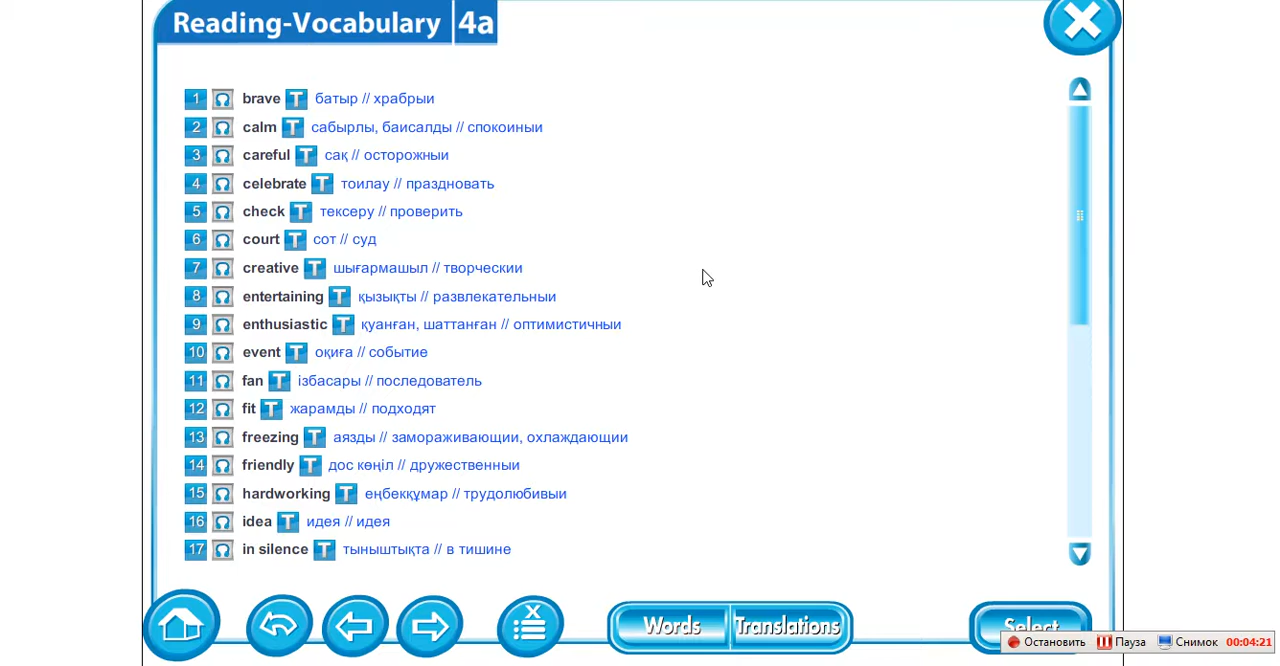 Reading-Vocabulary 4a
1 brave T батыр // храбрыи
2 calm T сабырлы, баисалды // спокоиныи
3 careful T сақ // осторожныи
4 celebrate T тоилау // праздновать
5 check T тексеру // проверить
6 court T сот // суд
7 creative T шығармашыл // творческии
8 entertaining T қызықты // развлекательныи
9 enthusiastic T қуанған, шаттанған // оптимистичныи
10 event T оқиға // событие
11 fan T ізбасары // последователь
12 fit T жарамды // подходят
13 freezing T аязды // замораживающии, охлаждающии
14 friendly T дос көңіл // дружественныи
15 hardworking T еңбекқұмар // трудолюбивыи
16 idea T идея // идея
17 in silence T тыныштықта // в тишине
Words Translations Select
Остановить Пауза Снимок 00:04:21